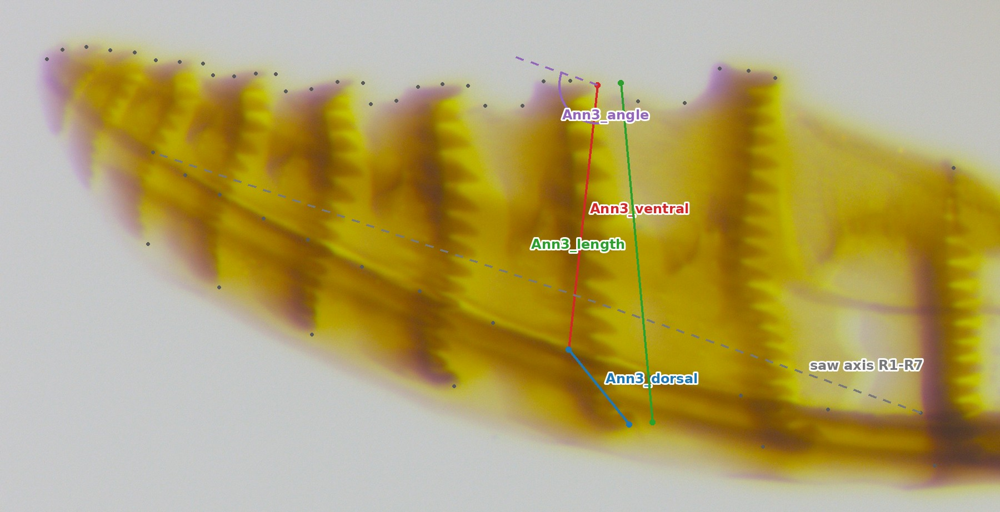 Ann3_angle
Ann3_ventral
Ann3_length
saw axis R1-R7
Ann3_dorsal